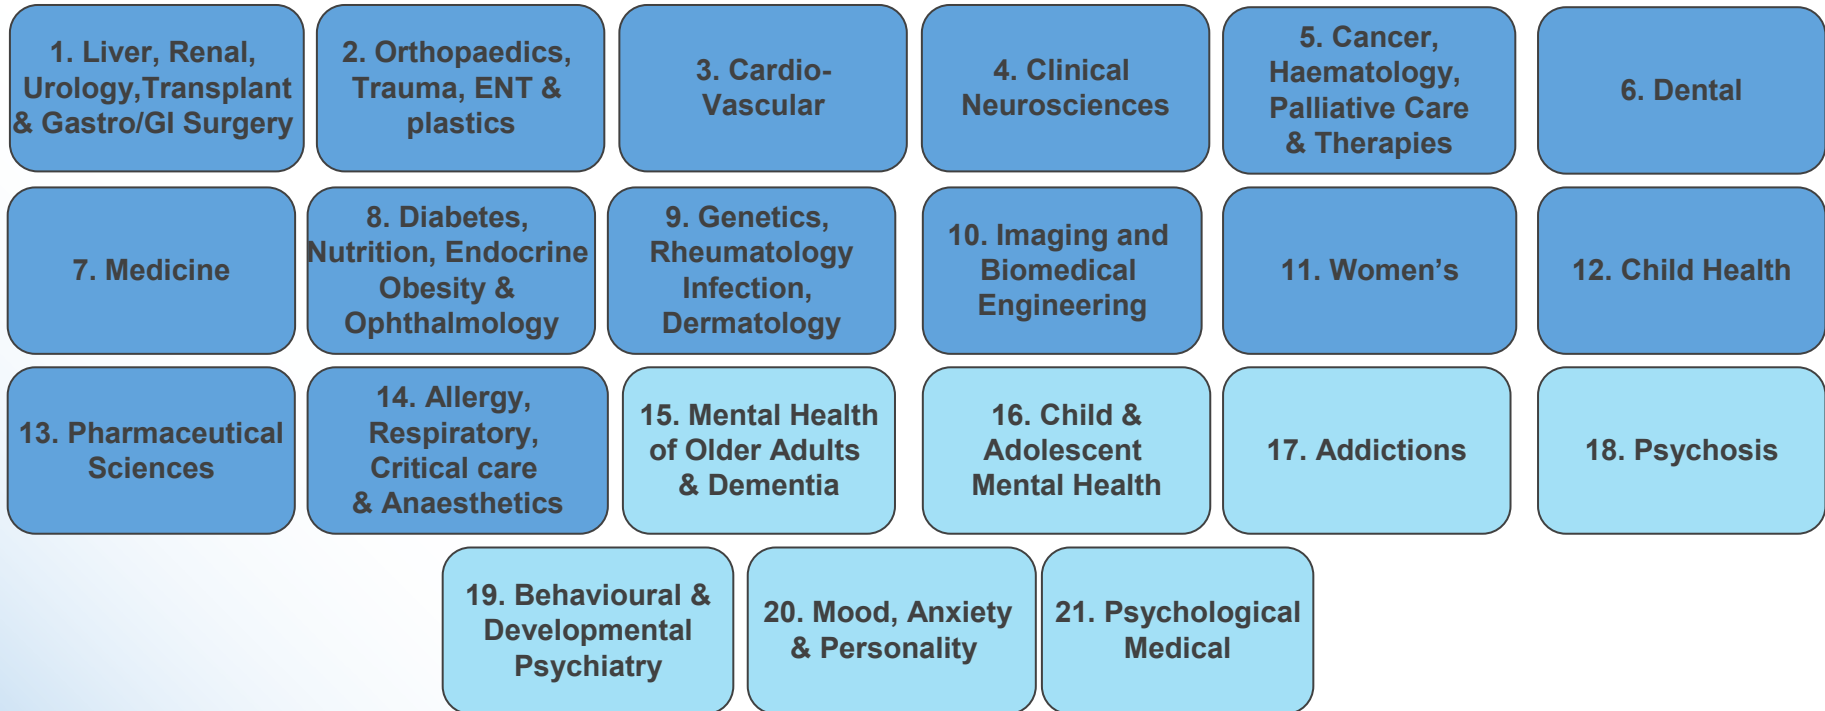 1. Liver, Renal,
Urology,Transplant
& Gastro/GI Surgery
2. Orthopaedics,
Trauma, ENT &
plastics
3. Cardio-
Vascular
4. Clinical
Neurosciences
5. Cancer,
Haematology,
Palliative Care
& Therapies
6. Dental
7. Medicine
8. Diabetes,
Nutrition, Endocrine
Obesity &
Ophthalmology
9. Genetics,
Rheumatology
Infection,
Dermatology
10. Imaging and
Biomedical
Engineering
11. Women’s
12. Child Health
13. Pharmaceutical
Sciences
14. Allergy,
Respiratory,
Critical care
& Anaesthetics
15. Mental Health
of Older Adults
& Dementia
16. Child &
Adolescent
Mental Health
17. Addictions
18. Psychosis
19. Behavioural &
Developmental
Psychiatry
20. Mood, Anxiety
& Personality
21. Psychological
Medical